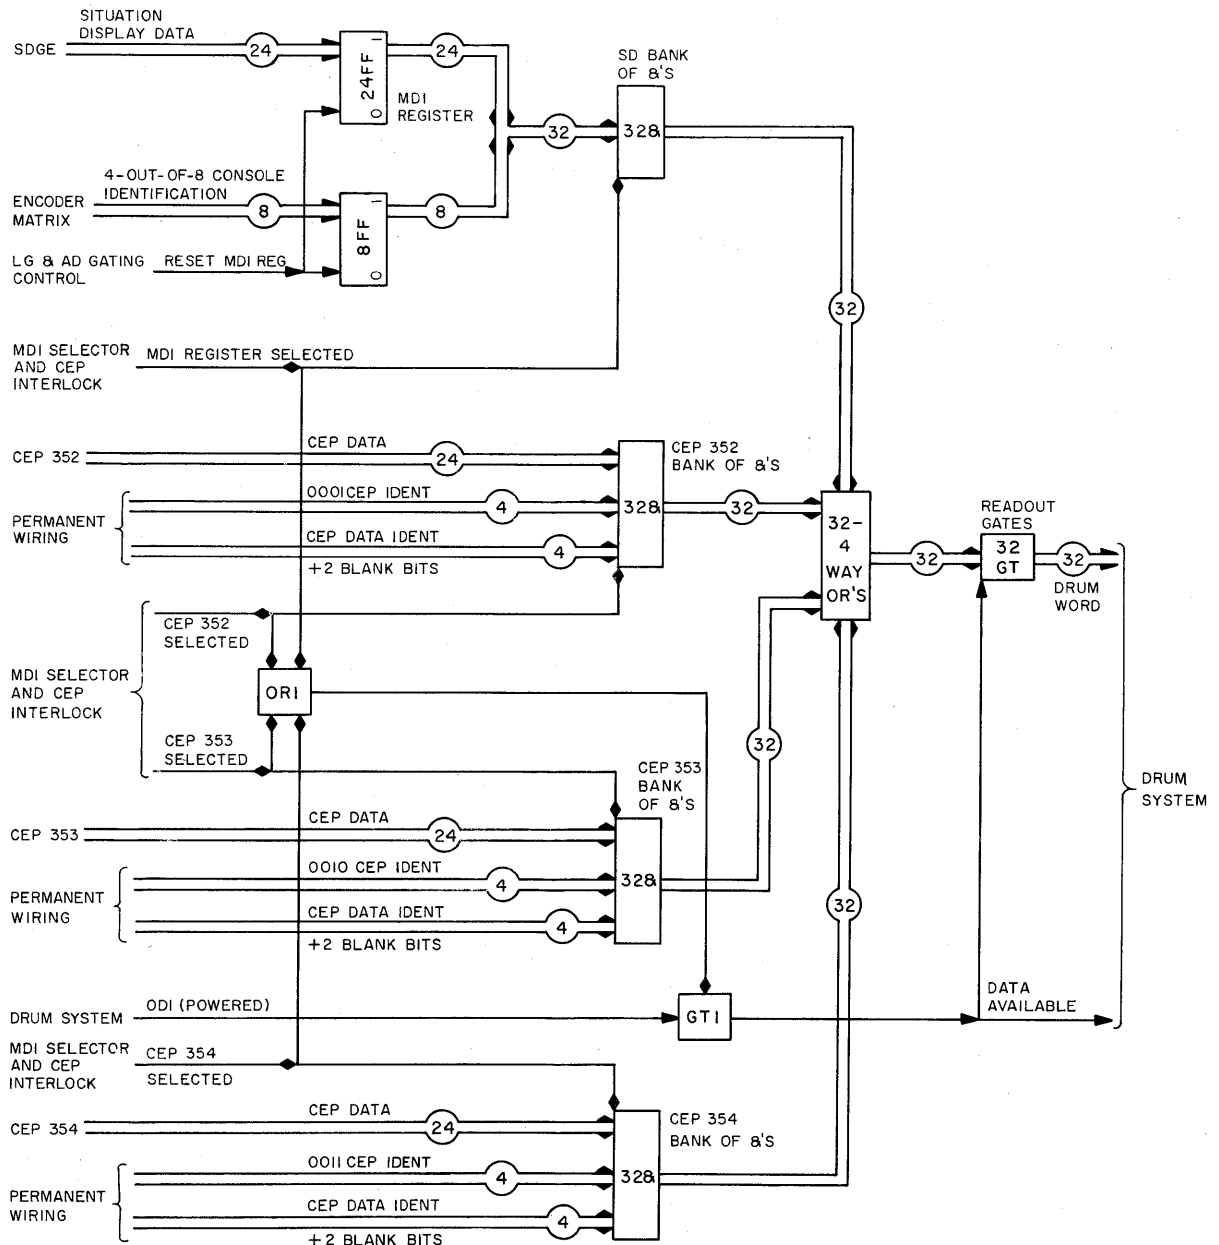 SITUATION
DISPLAY DATA
SDGE
24
24FF
1
0
24
MDI
REGISTER
SD BANK
OF &'S
32
32&
4-OUT-OF-8 CONSOLE
IDENTIFICATION
ENCODER
MATRIX
8
8FF
1
0
8
LG & AD GATING
CONTROL
RESET MDI REG
32
MDI SELECTOR
AND CEP
INTERLOCK
MDI REGISTER SELECTED
CEP 352
CEP DATA
24
CEP 352
BANK OF &'S
PERMANENT
WIRING
0001 CEP IDENT
4
32&
32
CEP DATA IDENT
+2 BLANK BITS
4
32-
4
WAY
OR'S
32
READOUT
GATES
32
GT
32
DRUM
WORD
CEP 352
SELECTED
MDI SELECTOR
AND CEP
INTERLOCK
OR1
CEP 353
SELECTED
32
CEP 353
BANK
OF &'S
DRUM
SYSTEM
CEP 353
CEP DATA
24
PERMANENT
WIRING
0010 CEP IDENT
4
32&
32
CEP DATA IDENT
+2 BLANK BITS
4
DRUM SYSTEM
OD1 (POWERED)
GT1
DATA
AVAILABLE
MDI SELECTOR
AND CEP
INTERLOCK
CEP 354
SELECTED
CEP 354
CEP DATA
24
CEP 354
BANK OF &'S
PERMANENT
WIRING
0011 CEP IDENT
4
32&
CEP DATA IDENT
+2 BLANK BITS
4